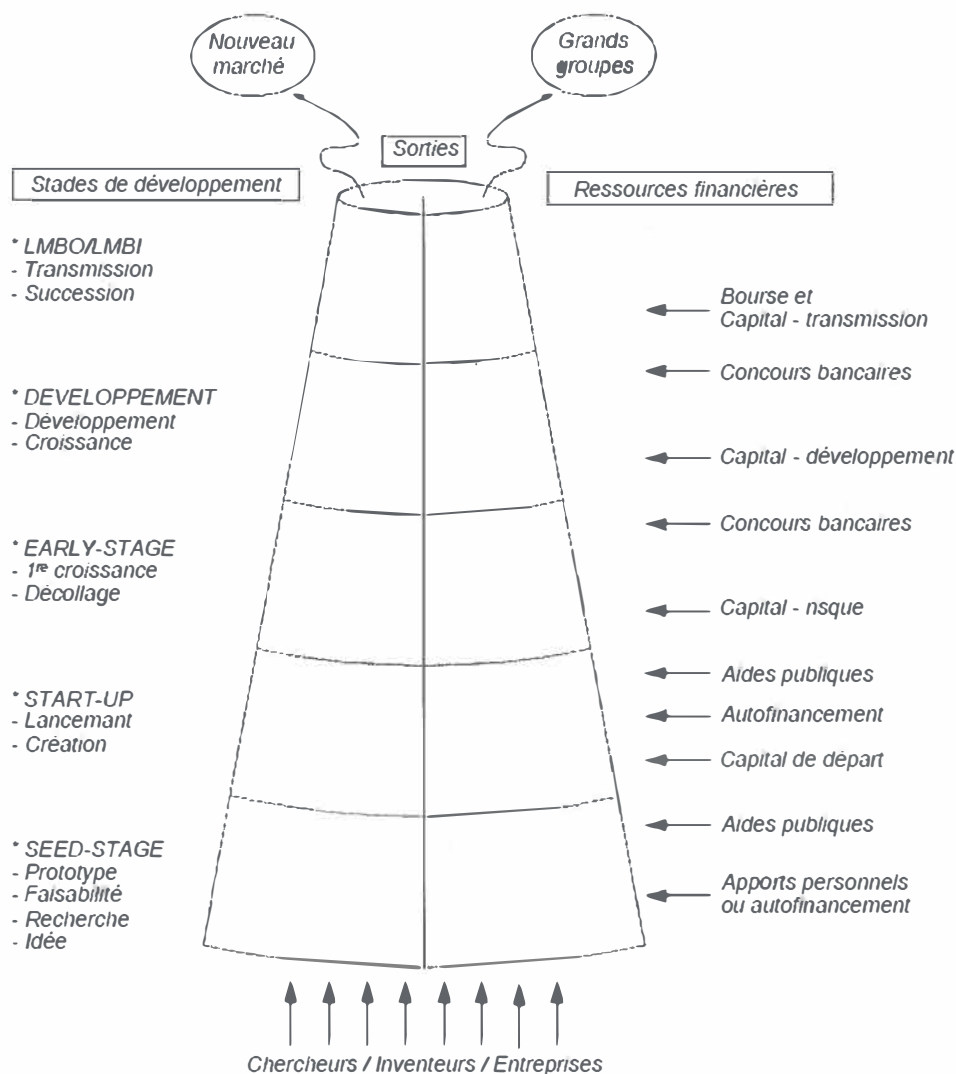 Nouveau
marché
Grands
groupes
Sorties
Stades de développement
Ressources financières
* LMBO/LMBI
- Transmission
- Succession
* DEVELOPPEMENT
- Développement
- Croissance
* EARLY-STAGE
- 1re croissance
- Décollage
* START-UP
- Lancemant
- Création
* SEED-STAGE
- Prototype
- Faisabilité
- Recherche
- Idée
Bourse et
Capital - transmission
Concours bancaires
Capital - développement
Concours bancaires
Capital - risque
Aides publiques
Autofinancement
Capital de départ
Aides publiques
Apports personnels
ou autofinancement
Chercheurs / Inventeurs / Entreprises